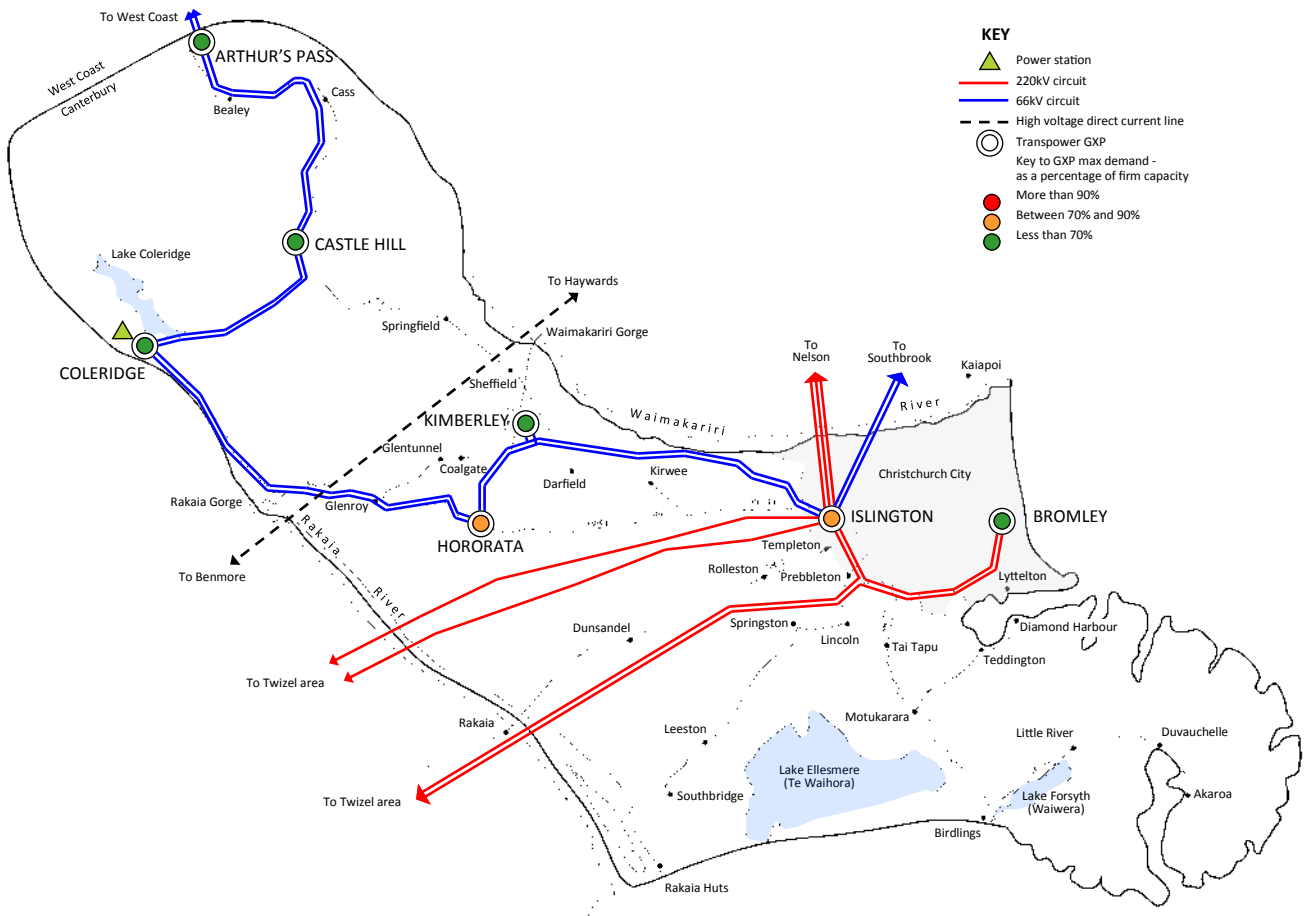 To West Coast
ARTHUR'S PASS
West Coast
Canterbury
Bealey
Cass
KEY
Power station
220kV circuit
66kV circuit
High voltage direct current line
Transpower GXP
Key to GXP max demand -
as a percentage of firm capacity
More than 90%
Between 70% and 90%
Less than 70%
CASTLE HILL
Lake Coleridge
To Haywards
Springfield
Waimakariri Gorge
COLERIDGE
Sheffield
To
Nelson
To
Southbrook
Kaiapoi
River
Waimakariri
KIMBERLEY
Glentunnel
Coalgate
Darfield
Kirwee
Christchurch City
Rakaia Gorge
Glenroy
HORORATA
ISLINGTON
BROMLEY
Rakaia
River
To Benmore
Templeton
Rolleston
Prebbleton
Lyttelton
Springston
Lincoln
Dunsandel
Tai Tapu
Diamond Harbour
Teddington
To Twizel area
Rakaia
Leeston
Motukarara
Little River
Duvauchelle
Lake Ellesmere
(Te Waihora)
To Twizel area
Southbridge
Lake Forsyth
(Waiwera)
Akaroa
Birdlings
Rakaia Huts